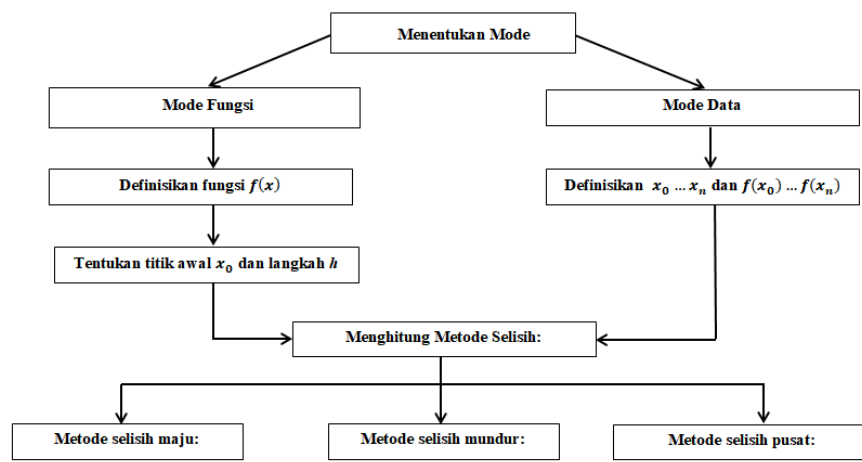 Menentukan Mode
Mode Fungsi
Mode Data
Definisikan fungsi f(x)
Definisikan x₀ ... xₙ dan f(x₀) ... f(xₙ)
Tentukan titik awal x₀ dan langkah h
Menghitung Metode Selisih:
Metode selisih maju:
Metode selisih mundur:
Metode selisih pusat: